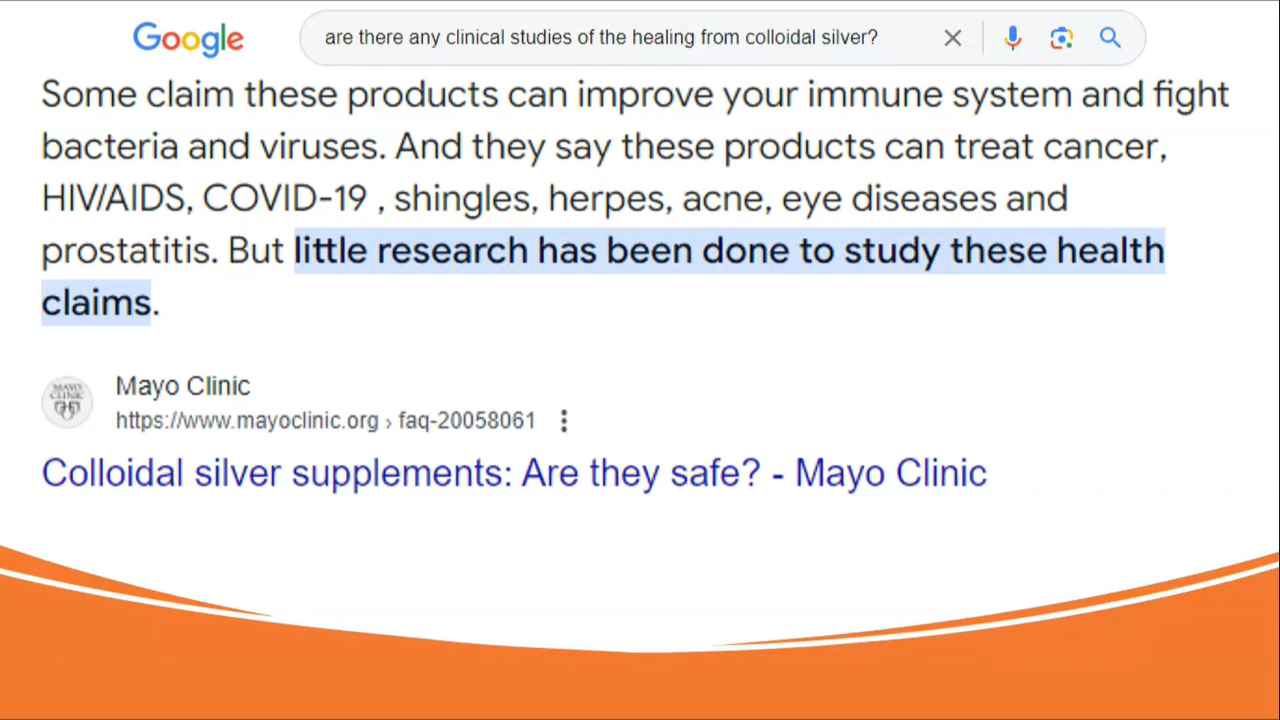 Google
are there any clinical studies of the healing from colloidal silver?
Some claim these products can improve your immune system and fight
bacteria and viruses. And they say these products can treat cancer,
HIV/AIDS, COVID-19 , shingles, herpes, acne, eye diseases and
prostatitis. But little research has been done to study these health
claims.
MAYO CLINIC
Mayo Clinic
https://www.mayoclinic.org › faq-20058061
Colloidal silver supplements: Are they safe? - Mayo Clinic